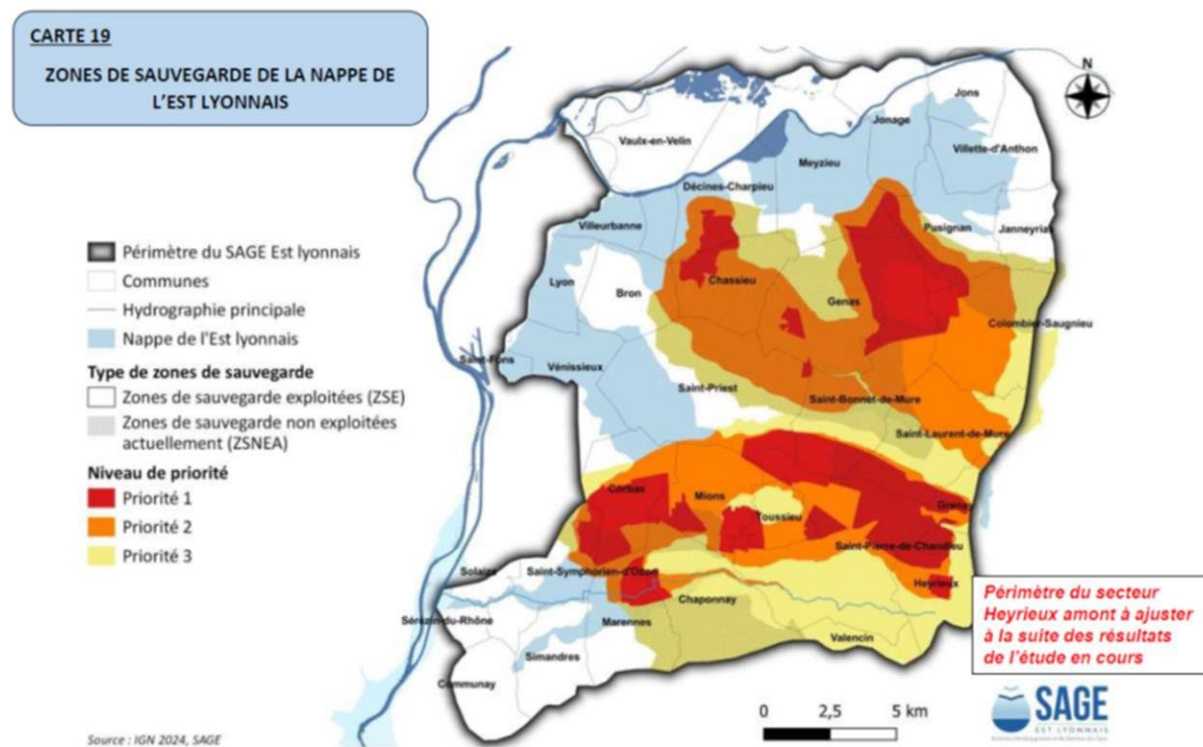 CARTE 19
ZONES DE SAUVEGARDE DE LA NAPPE DE
L'EST LYONNAIS
N
Jons
Jonage
Vaulx-en-Velin
Villette-d'Anthon
Meyzieu
Décines-Charpieu
Villeurbanne
Pusignan
Janneyrias
Périmètre du SAGE Est lyonnais
Communes
Hydrographie principale
Nappe de l'Est lyonnais
Type de zones de sauvegarde
Zones de sauvegarde exploitées (ZSE)
Zones de sauvegarde non exploitées
actuellement (ZSNEA)
Niveau de priorité
Priorité 1
Priorité 2
Priorité 3
Lyon
Bron
Chassieu
Genas
Colombier-Saugnieu
Saint-Fons
Vénissieux
Saint-Priest
Saint-Bonnet-de-Mure
Saint-Laurent-de-Mure
Corbas
Mions
Toussieu
Grenay
Saint-Pierre-de-Chandieu
Solaize
Saint-Symphorien-d'Ozon
Heyrieux
Chaponnay
Sérézin-du-Rhône
Marennes
Valencin
Simandres
Communay
Périmètre du secteur
Heyrieux amont à ajuster
à la suite des résultats
de l'étude en cours
0 2,5 5 km
SAGE
EST LYONNAIS
Source : IGN 2024, SAGE